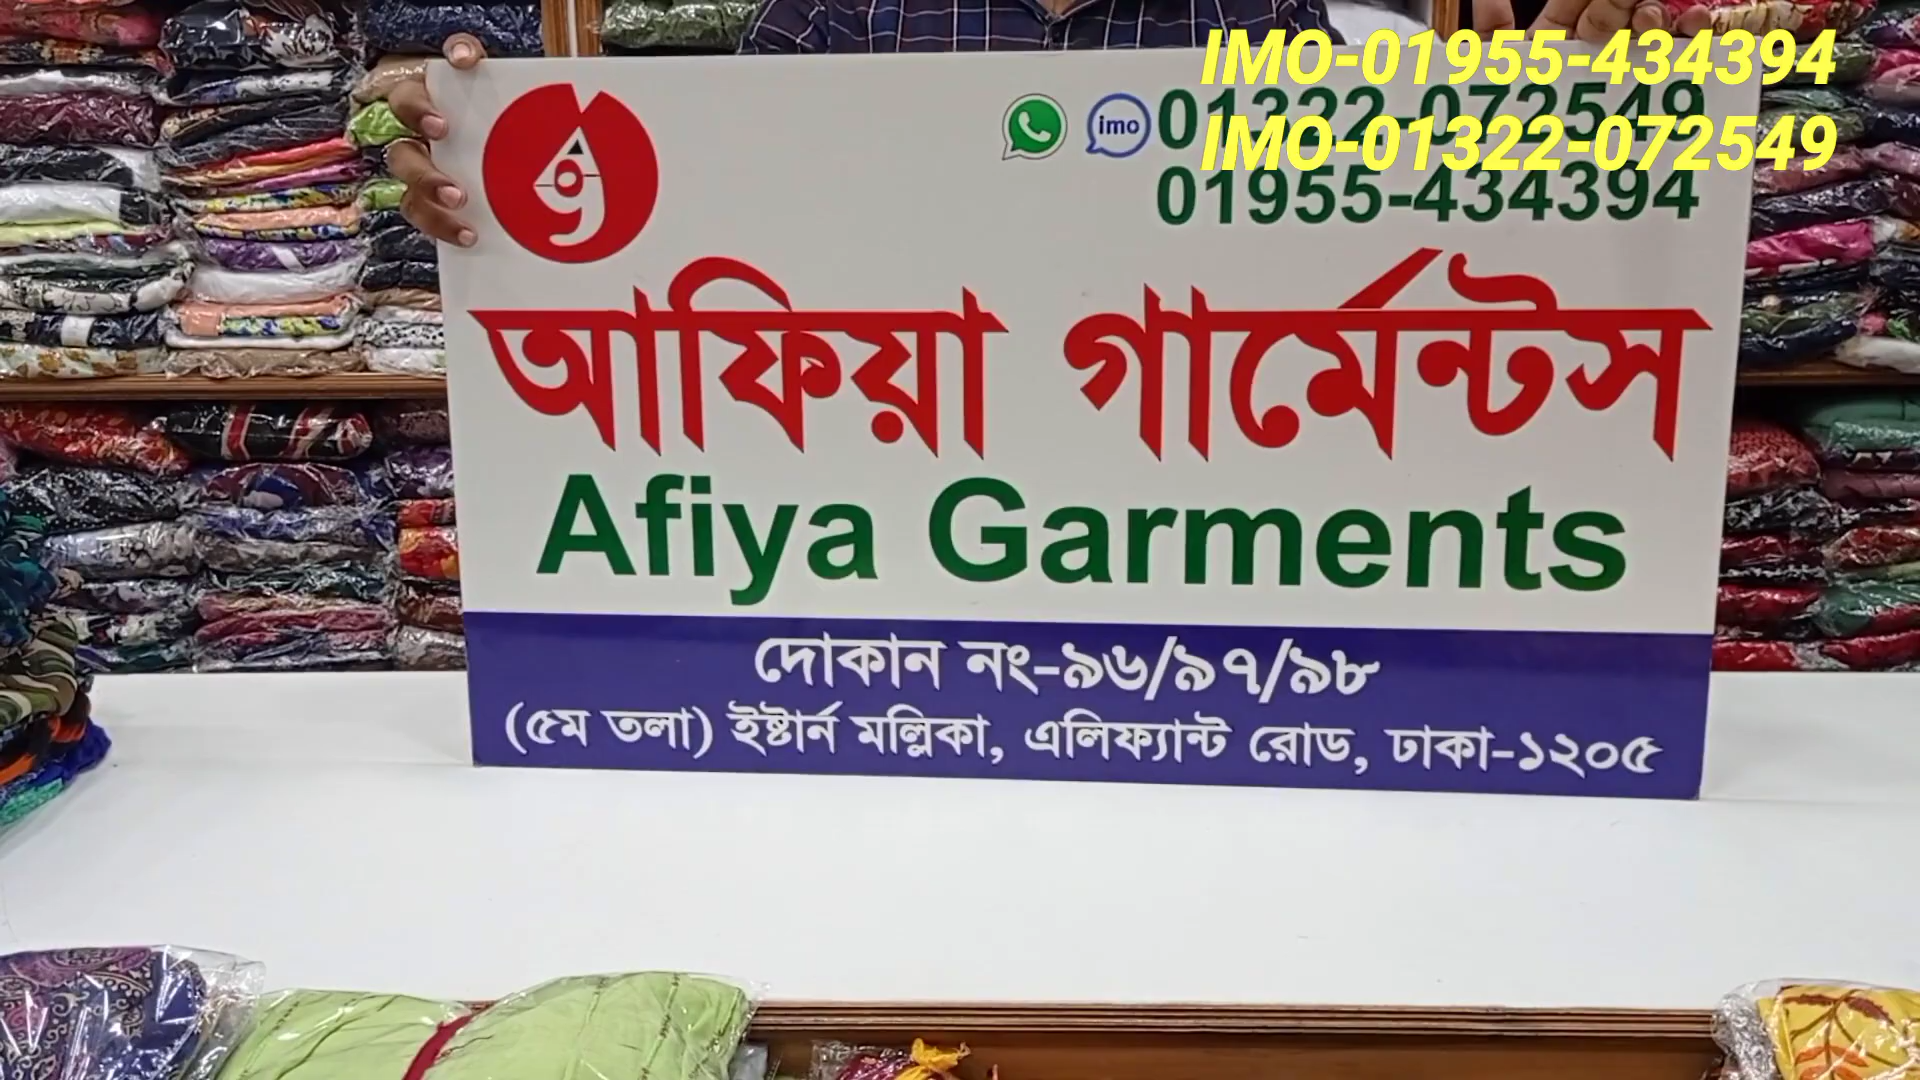 IMO-01955-434394
imo 01322-072549
IMO-01322-072549
01955-434394
আফিয়া গার্মেন্টস
Afiya Garments
দোকান নং-৯৬/৯৭/৯৮
(৫ম তলা) ইষ্টার্ন মল্লিকা, এলিফ্যান্ট রোড, ঢাকা-১২০৫